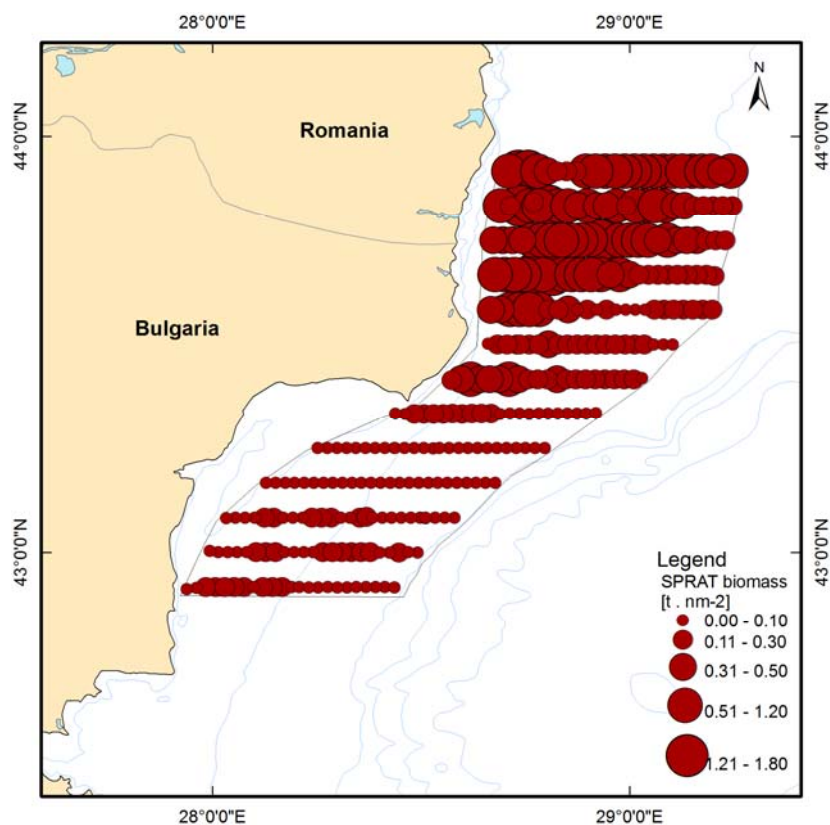 28°0'0"E 29°0'0"E
N
44°0'0"N 44°0'0"N
Romania
Bulgaria
43°0'0"N 43°0'0"N
Legend
SPRAT biomass
[t . nm-2]
0.00 - 0.10
0.11 - 0.30
0.31 - 0.50
0.51 - 1.20
1.21 - 1.80
28°0'0"E 29°0'0"E